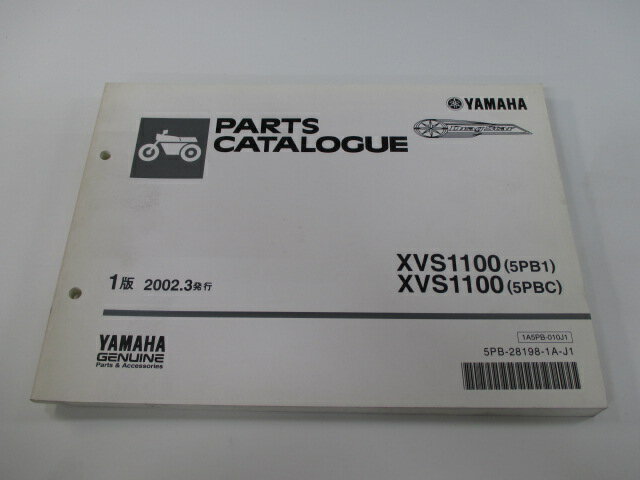 YAMAHA
DragStar
PARTS
CATALOGUE
XVS1100 (5PB1)
XVS1100 (5PBC)
1版 2002.3発行
1A5PB-010J1
5PB-28198-1A-J1
YAMAHA
GENUINE
Parts & Accessories